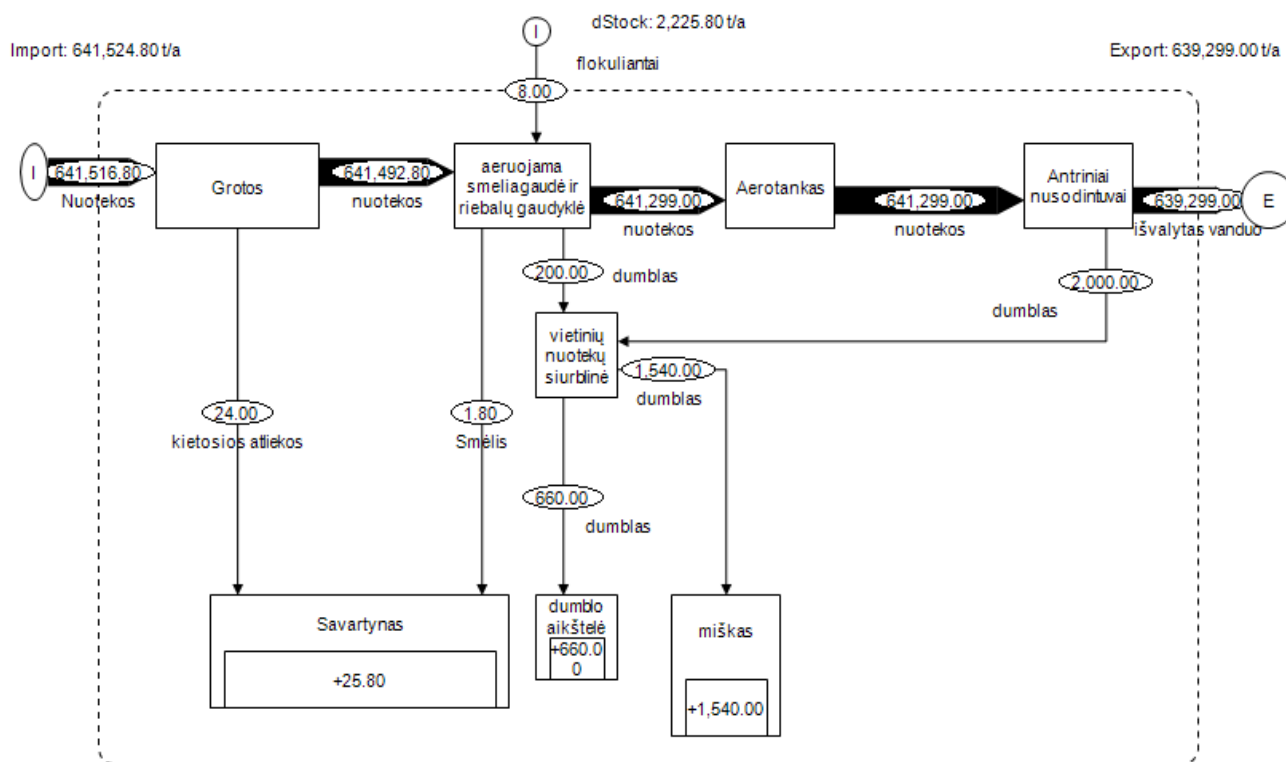 dStock: 2,225.80 t/a
Import: 641,524.80 t/a
Export: 639,299.00 t/a
I
flokuliantai
8.00
I
641,516.80
Nuotekos
Grotos
641,492.80
nuotekos
aeruojama
smeliagaudė ir
riebalų gaudyklė
641,299.00
nuotekos
Aerotankas
641,299.00
nuotekos
Antriniai
nusodintuvai
639,299.00
išvalytas vanduo
E
200.00
dumblas
2,000.00
dumblas
vietinių
nuotekų
siurblinė
1,540.00
dumblas
24.00
kietosios atliekos
1.80
Smėlis
660.00
dumblas
Savartynas
+25.80
dumblo
aikštelė
+660.0
0
miškas
+1,540.00